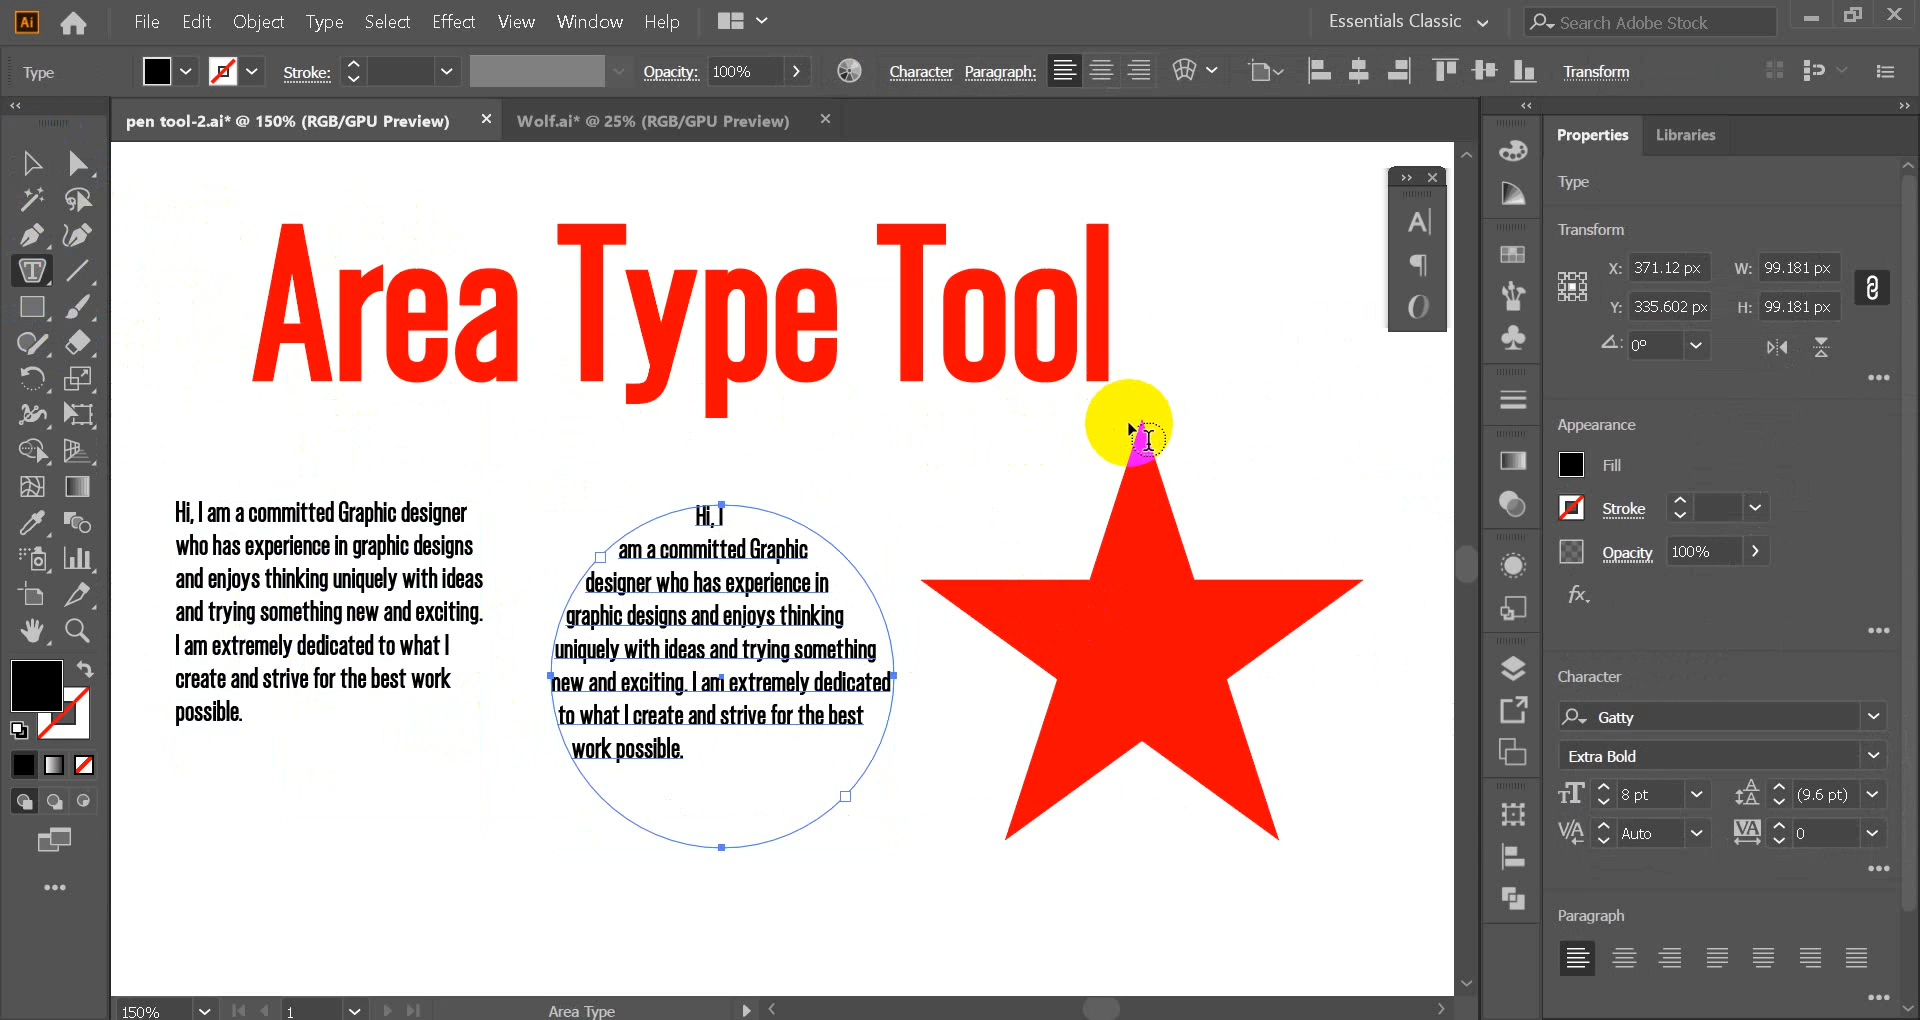 Ai File Edit Object Type Select Effect View Window Help Essentials Classic Search Adobe Stock
Type Stroke: Opacity: 100% Character Paragraph: Transform
pen tool-2.ai* @ 150% (RGB/GPU Preview) Wolf.ai* @ 25% (RGB/GPU Preview)
Properties Libraries
Type
Transform
X: 371.12 px W: 99.181 px
Y: 335.602 px H: 99.181 px
0°
Appearance
Fill
Stroke
Opacity 100%
fx.
Character
Gatty
Extra Bold
8 pt (9.6 pt)
Auto 0
Paragraph
Area Type Tool
Hi, I am a committed Graphic designer
who has experience in graphic designs
and enjoys thinking uniquely with ideas
and trying something new and exciting.
I am extremely dedicated to what I
create and strive for the best work
possible.
Hi, I
am a committed Graphic
designer who has experience in
graphic designs and enjoys thinking
uniquely with ideas and trying something
new and exciting. I am extremely dedicated
to what I create and strive for the best
work possible.
150% 1 Area Type